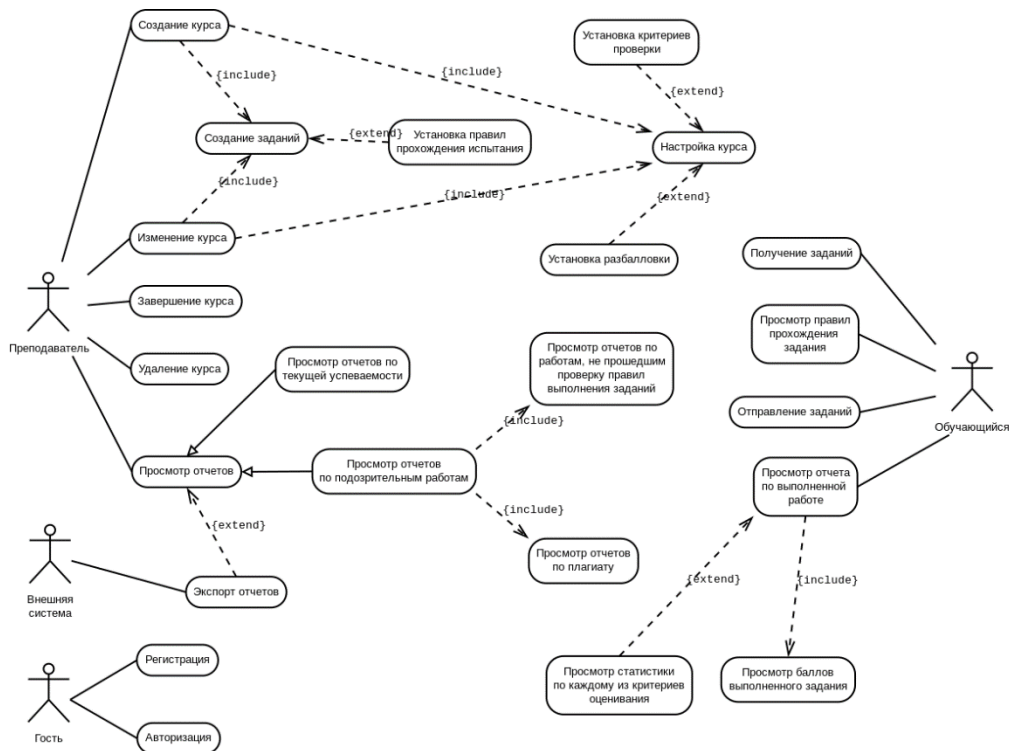 Создание курса
Установка критериев
проверки
{include}
{include}
{extend}
Создание заданий
{extend}
Установка правил
прохождения испытания
Настройка курса
{include}
{include}
{extend}
Изменение курса
Установка разбалловки
Получение заданий
Преподаватель
Завершение курса
Просмотр правил
прохождения
задания
Удаление курса
Просмотр отчетов по
текущей успеваемости
Просмотр отчетов по
работам, не прошедшим
проверку правил
выполнения заданий
Отправление заданий
Обучающийся
{include}
Просмотр отчетов
Просмотр отчетов
по подозрительным работам
Просмотр отчета
по выполненной
работе
{extend}
{include}
Просмотр отчетов
по плагиату
{extend}
{include}
Внешняя
система
Экспорт отчетов
Регистрация
Просмотр статистики
по каждому из критериев
оценивания
Просмотр баллов
выполненного задания
Гость
Авторизация